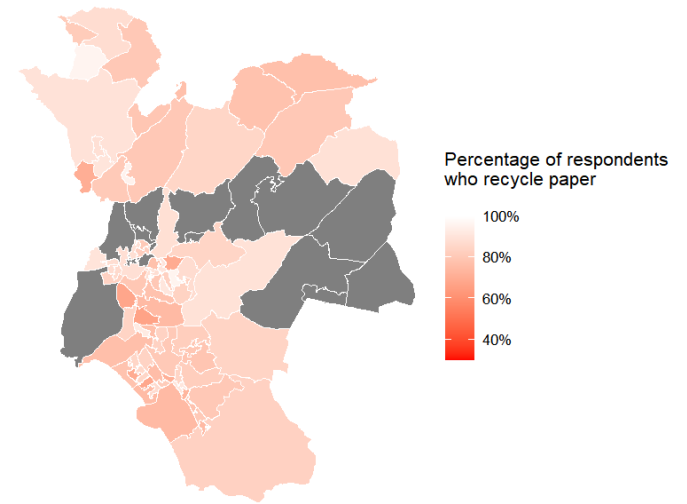 Percentage of respondents
who recycle paper
100%
80%
60%
40%